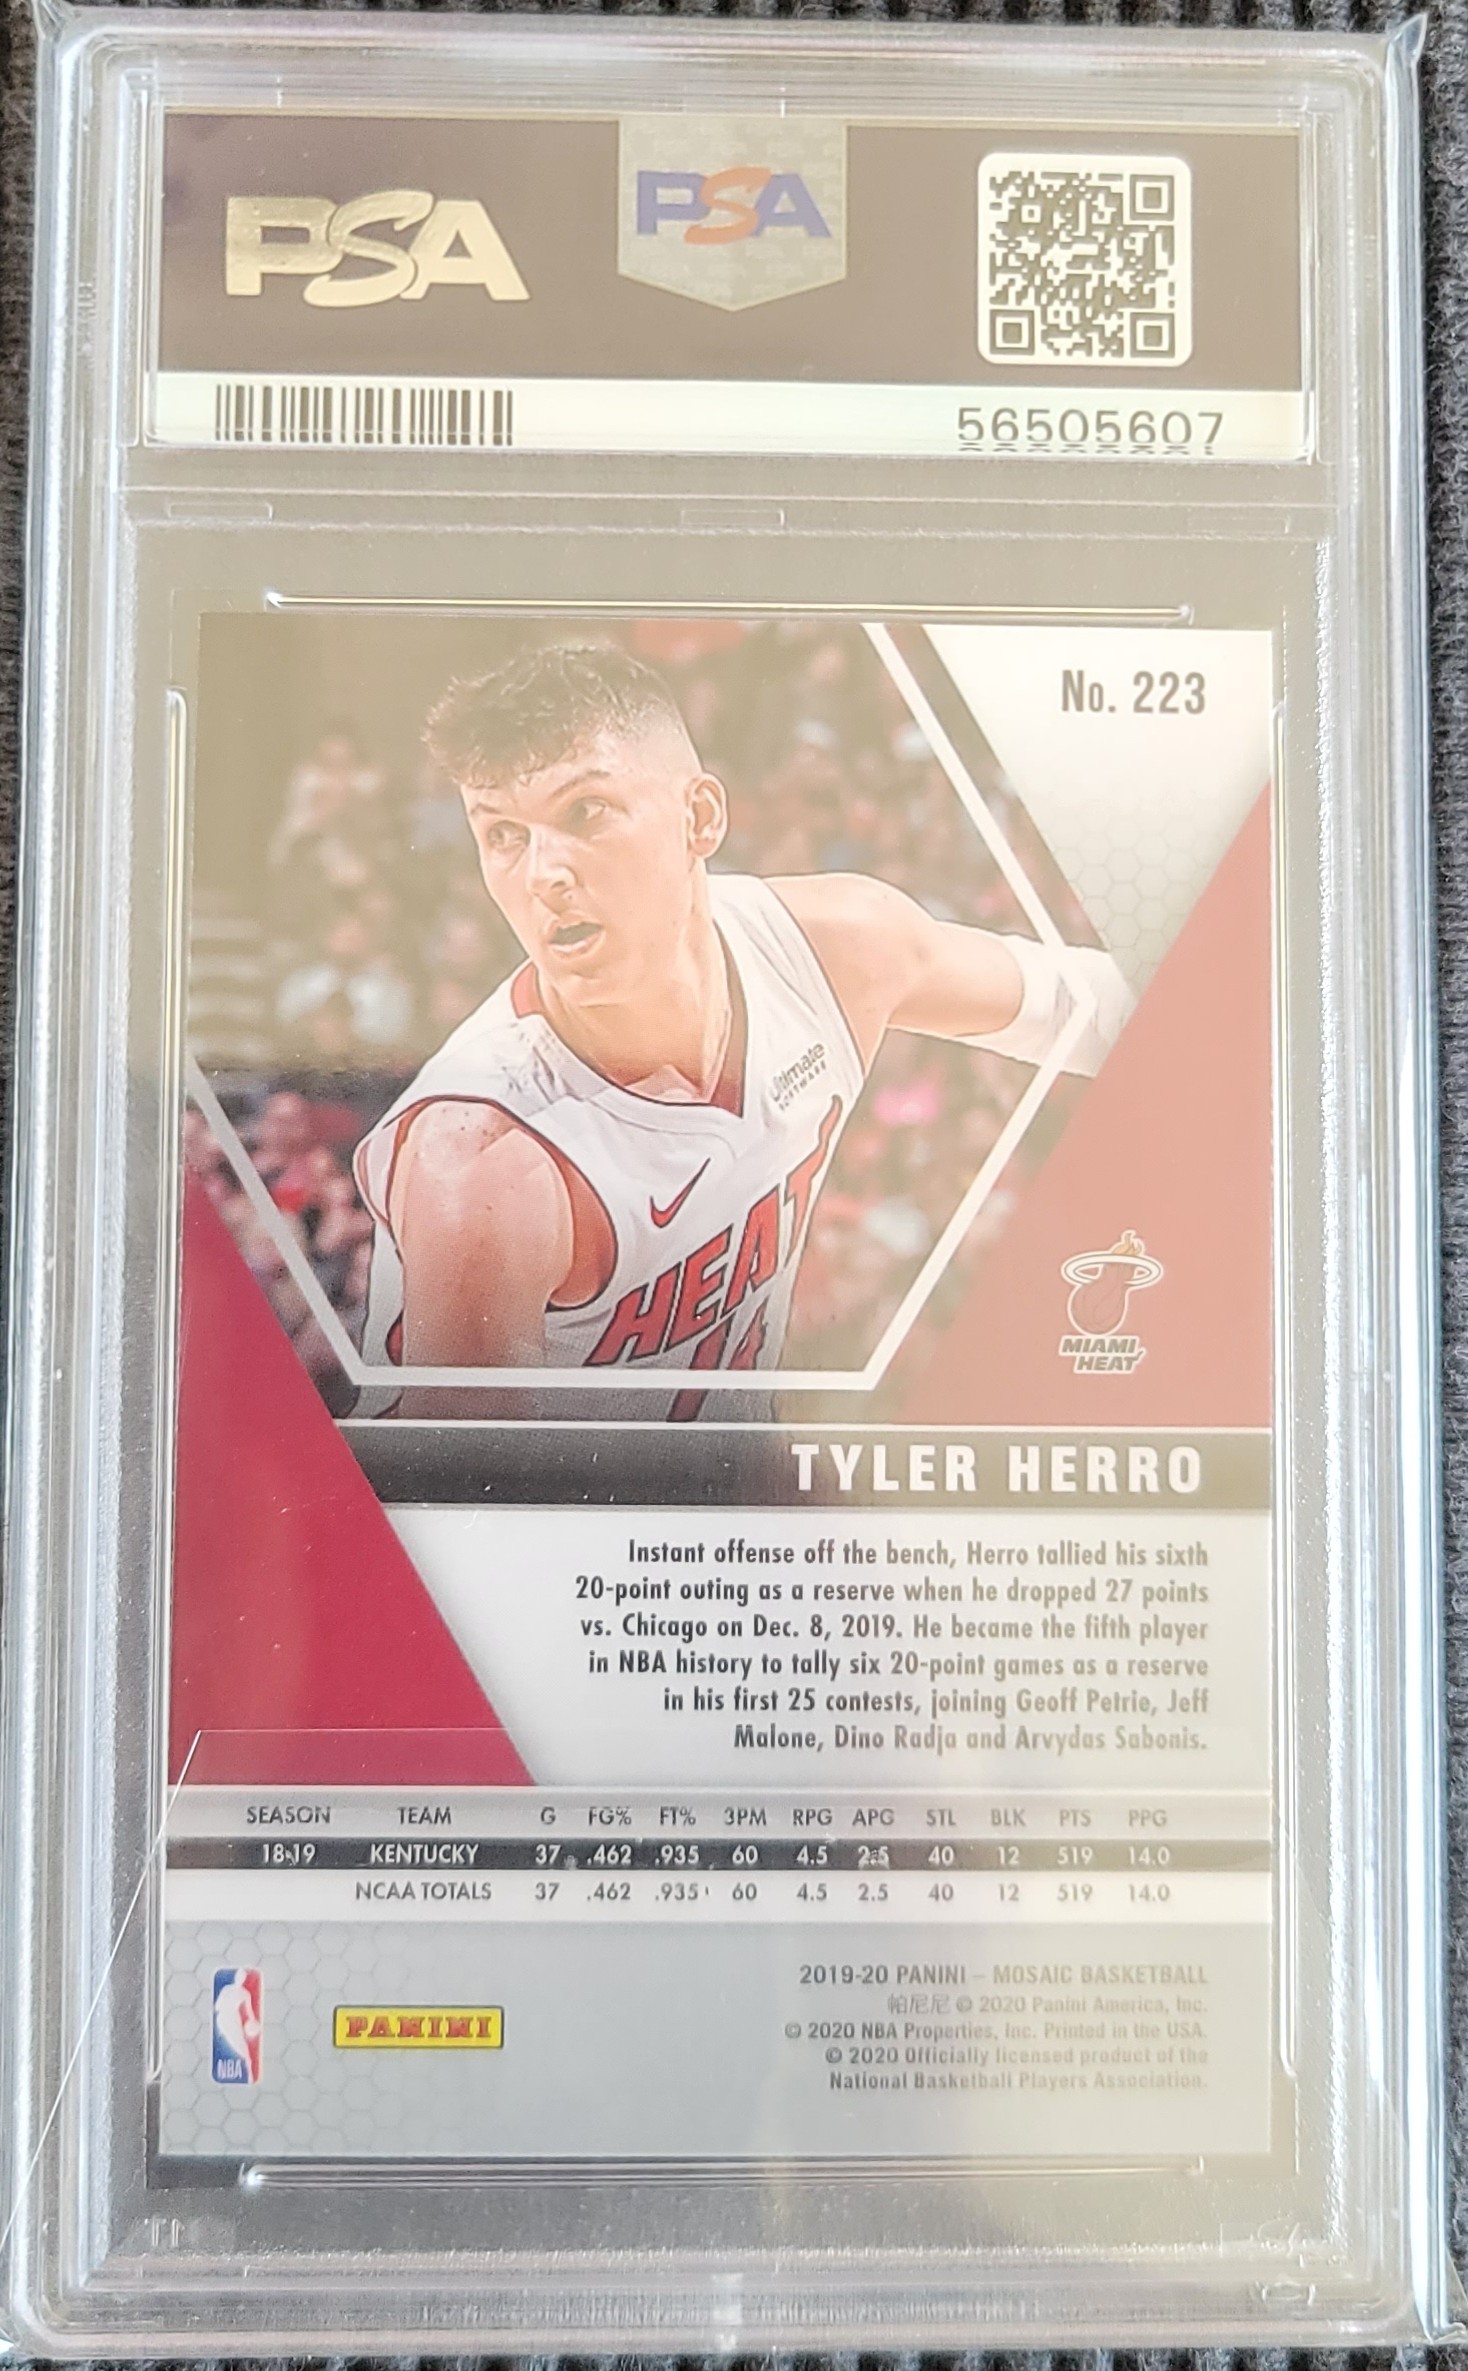 PSA
PSA
56505607
No. 223
Ultimate
SOFTWARE
HEAT
14
MIAMI
HEAT
TYLER HERRO
Instant offense off the bench, Herro tallied his sixth
20-point outing as a reserve when he dropped 27 points
vs. Chicago on Dec. 8, 2019. He became the fifth player
in NBA history to tally six 20-point games as a reserve
in his first 25 contests, joining Geoff Petrie, Jeff
Malone, Dino Radja and Arvydas Sabonis.
SEASON TEAM G FG% FT% 3PM RPG APG STL BLK PTS PPG
18-19 KENTUCKY 37 .462 .935 60 4.5 2.5 40 12 519 14.0
NCAA TOTALS 37 .462 .935 60 4.5 2.5 40 12 519 14.0
NBA
PANINI
2019-20 PANINI – MOSAIC BASKETBALL
帕尼尼 © 2020 Panini America, Inc.
© 2020 NBA Properties, Inc. Printed in the USA.
© 2020 Officially licensed product of the
National Basketball Players Association.